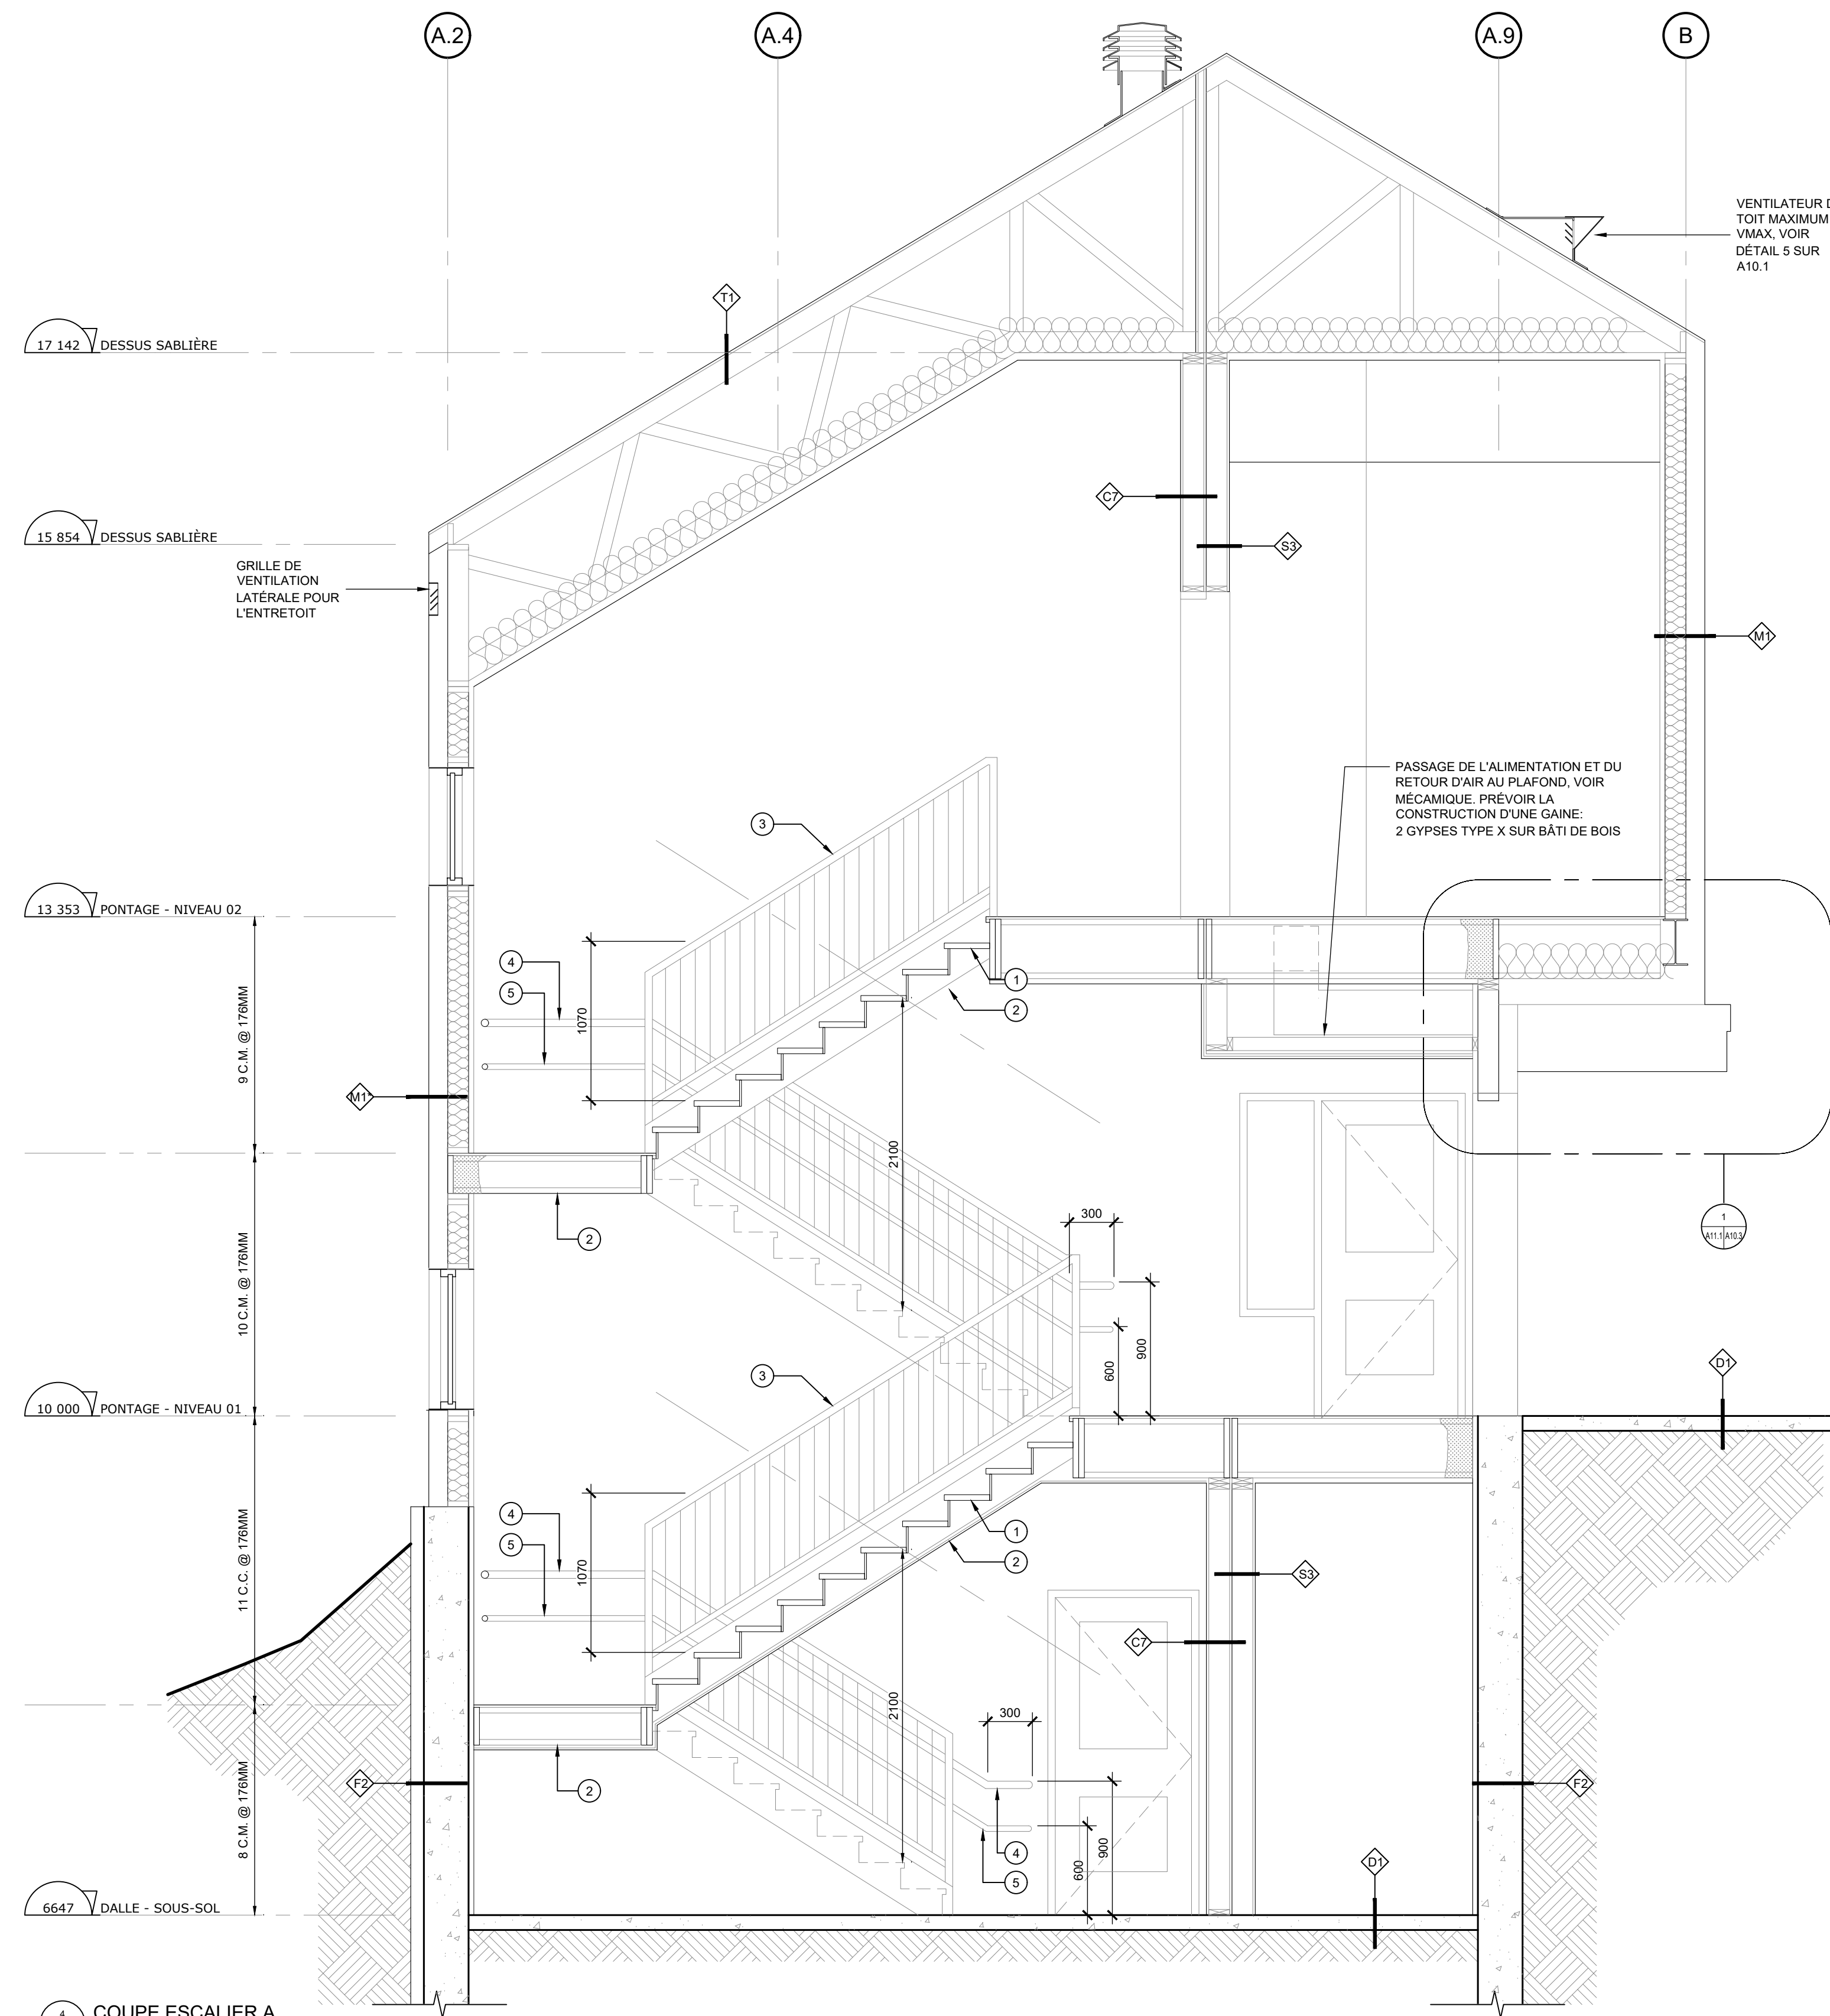 A.2
A.4
A.9
B
VENTILATEUR D
TOIT MAXIMUM
VMAX, VOIR
DÉTAIL 5 SUR
A10.1
T1
17 142 DESSUS SABLIÈRE
C7
15 854 DESSUS SABLIÈRE
S3
GRILLE DE
VENTILATION
LATÉRALE POUR
L'ENTRETOIT
M1
PASSAGE DE L'ALIMENTATION ET DU
RETOUR D'AIR AU PLAFOND, VOIR
MÉCAMIQUE. PRÉVOIR LA
CONSTRUCTION D'UNE GAINE:
2 GYPSES TYPE X SUR BÂTI DE BOIS
3
13 353 PONTAGE - NIVEAU 02
4
5
1
2
1070
9 C.M. @ 176MM
M1*
2100
300
1
A11.1 A10.3
2
10 C.M. @ 176MM
900
600
D1
3
10 000 PONTAGE - NIVEAU 01
4
5
1
2
1070
11 C.C. @ 176MM
S3
C7
2100
300
F2
F2
2
8 C.M. @ 176MM
4
5
900
600
D1
6647 DALLE - SOUS-SOL
4 COUPE ESCALIER A